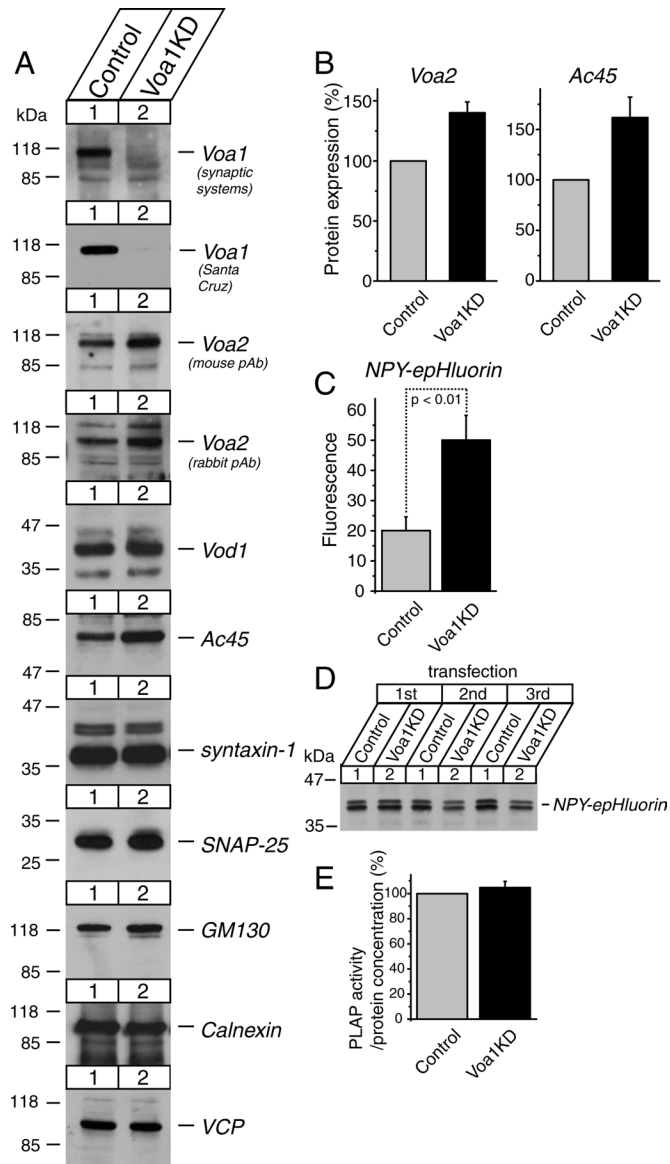 A
Control
Voa1KD
kDa
1 2
118
85
Voa1
(synaptic
systems)
1 2
118
85
Voa1
(Santa
Cruz)
1 2
118
85
Voa2
(mouse pAb)
1 2
118
85
Voa2
(rabbit pAb)
1 2
47
35
Vod1
1 2
85
47
Ac45
1 2
47
35
syntaxin-1
1 2
35
25
SNAP-25
1 2
118
85
GM130
1 2
118
85
Calnexin
1 2
118
85
VCP
B
Voa2
Protein expression (%)
150
100
50
0
Control
Voa1KD
Ac45
150
125
100
75
50
25
0
Control
Voa1KD
C
NPY-epHluorin
p < 0.01
Fluorescence
60
50
40
30
20
10
0
Control
Voa1KD
D
transfection
1st 2nd 3rd
Control Voa1KD Control Voa1KD Control Voa1KD
kDa
1 2 1 2 1 2
47
35
NPY-epHluorin
E
PLAP activity
/protein concentration (%)
100
80
60
40
20
0
Control
Voa1KD